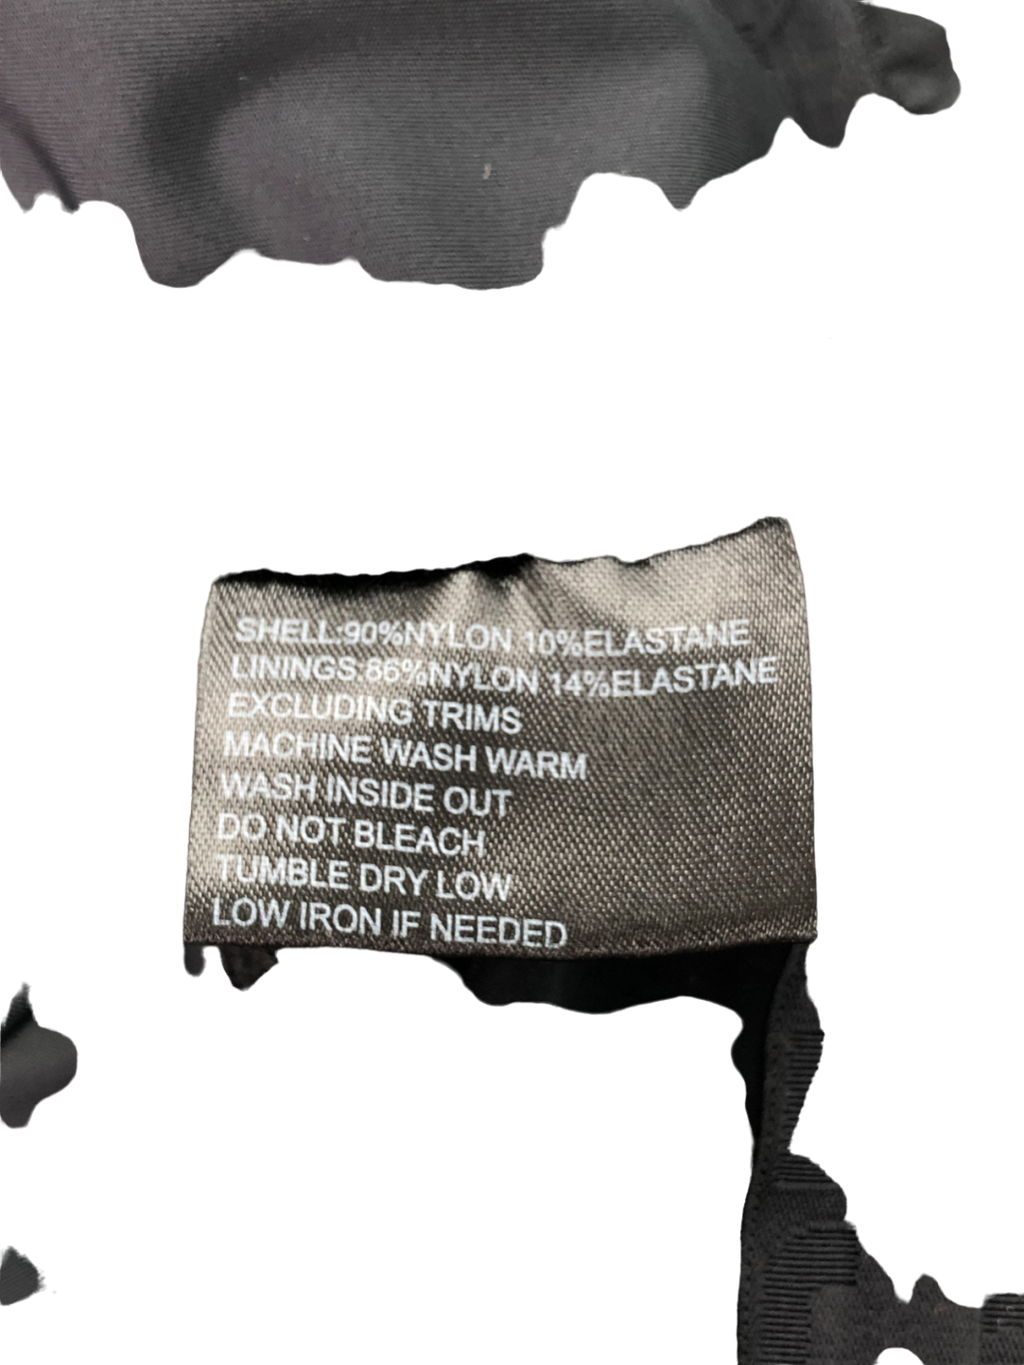 SHELL:90%NYLON 10%ELASTANE
LININGS:86%NYLON 14%ELASTANE
EXCLUDING TRIMS
MACHINE WASH WARM
WASH INSIDE OUT
DO NOT BLEACH
TUMBLE DRY LOW
LOW IRON IF NEEDED